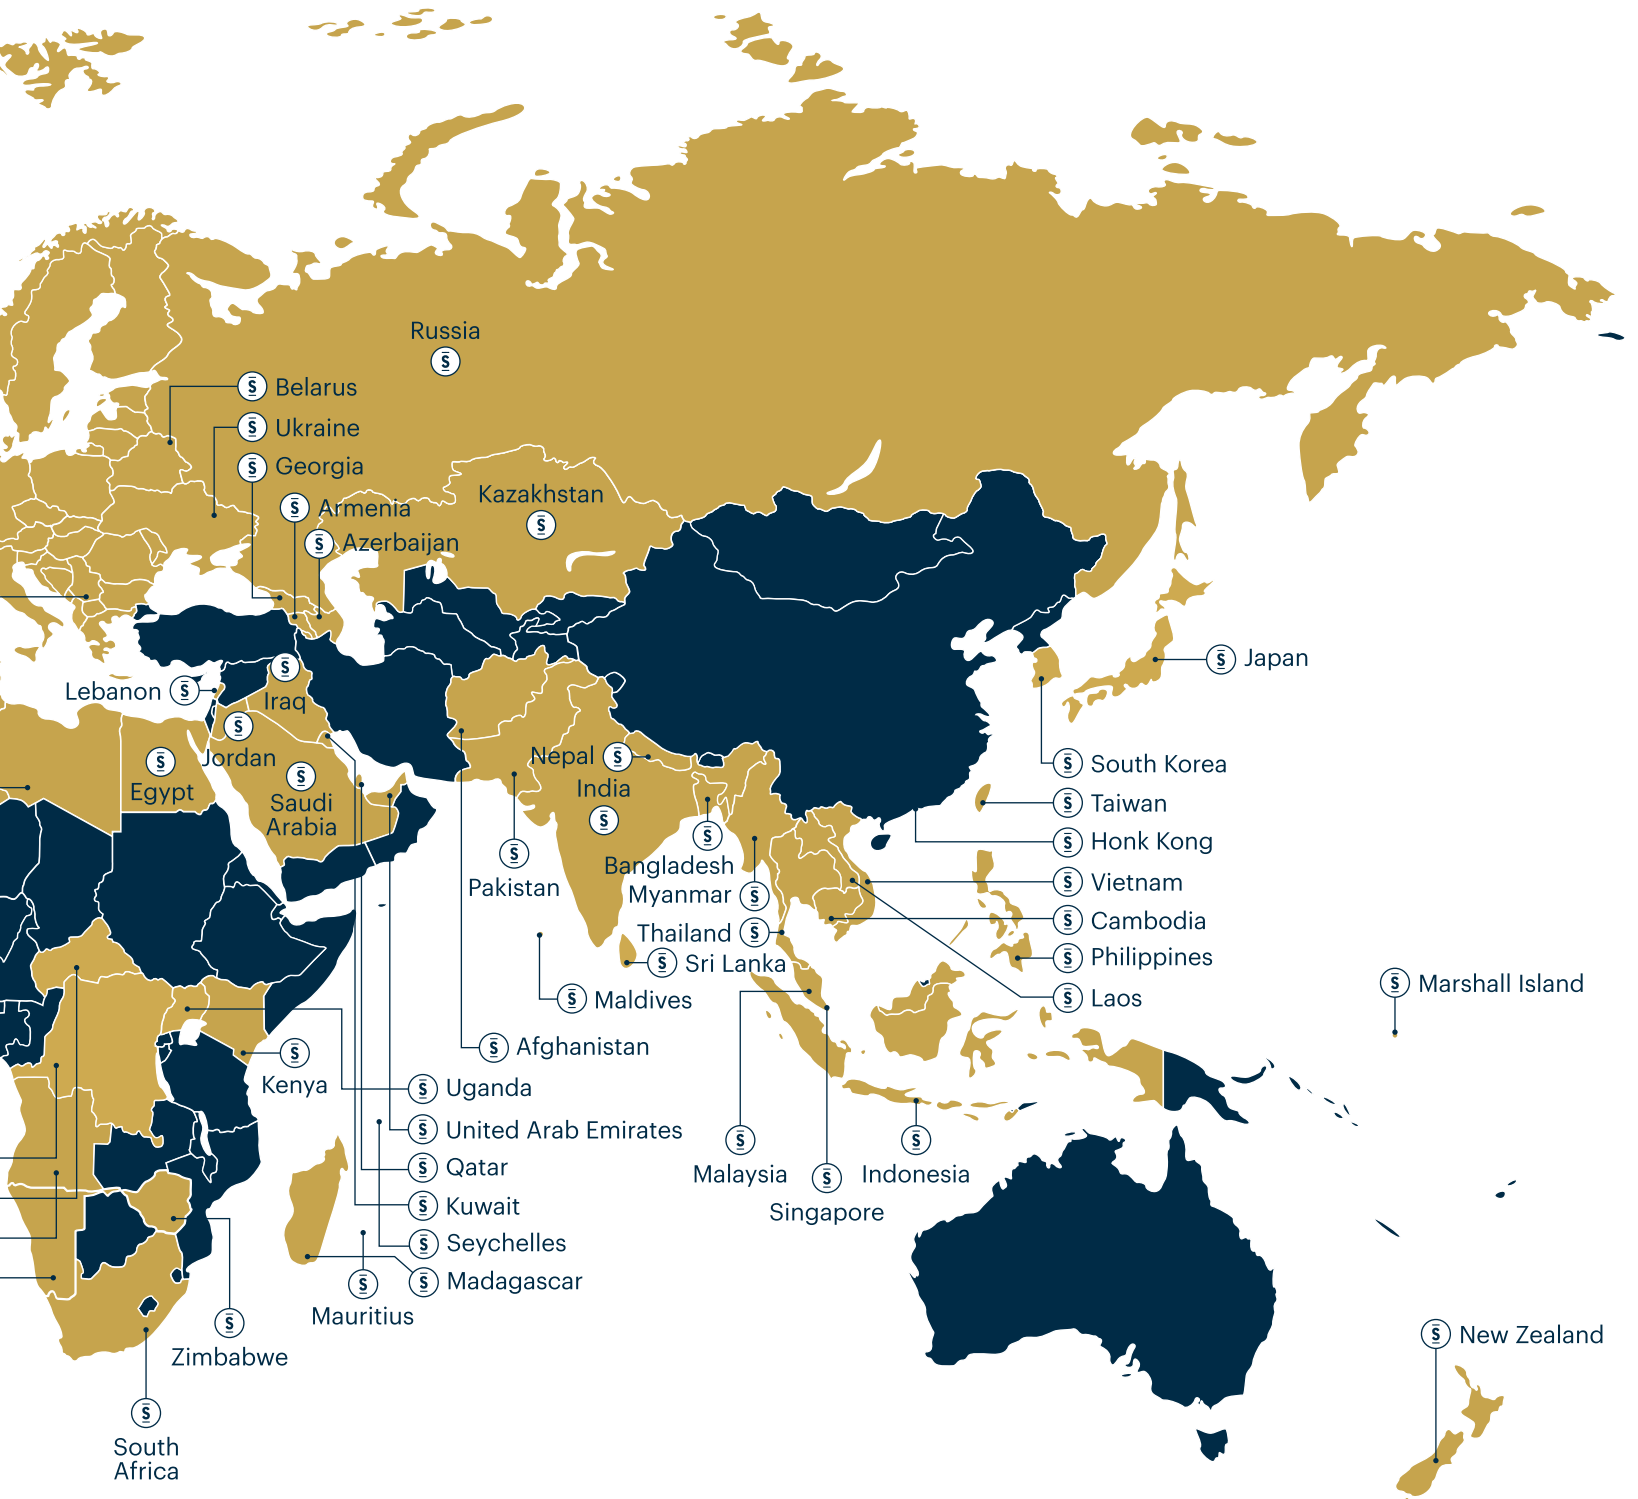 Russia
Belarus
Ukraine
Georgia
Kazakhstan
Armenia
Azerbaijan
Japan
Lebanon
Iraq
Jordan
Nepal
South Korea
Egypt
India
Saudi
Arabia
Taiwan
Honk Kong
Bangladesh
Pakistan
Vietnam
Myanmar
Cambodia
Thailand
Philippines
Sri Lanka
Marshall Island
Laos
Maldives
Afghanistan
Kenya
Uganda
United Arab Emirates
Qatar
Malaysia
Indonesia
Kuwait
Singapore
Seychelles
Madagascar
Mauritius
New Zealand
Zimbabwe
South
Africa